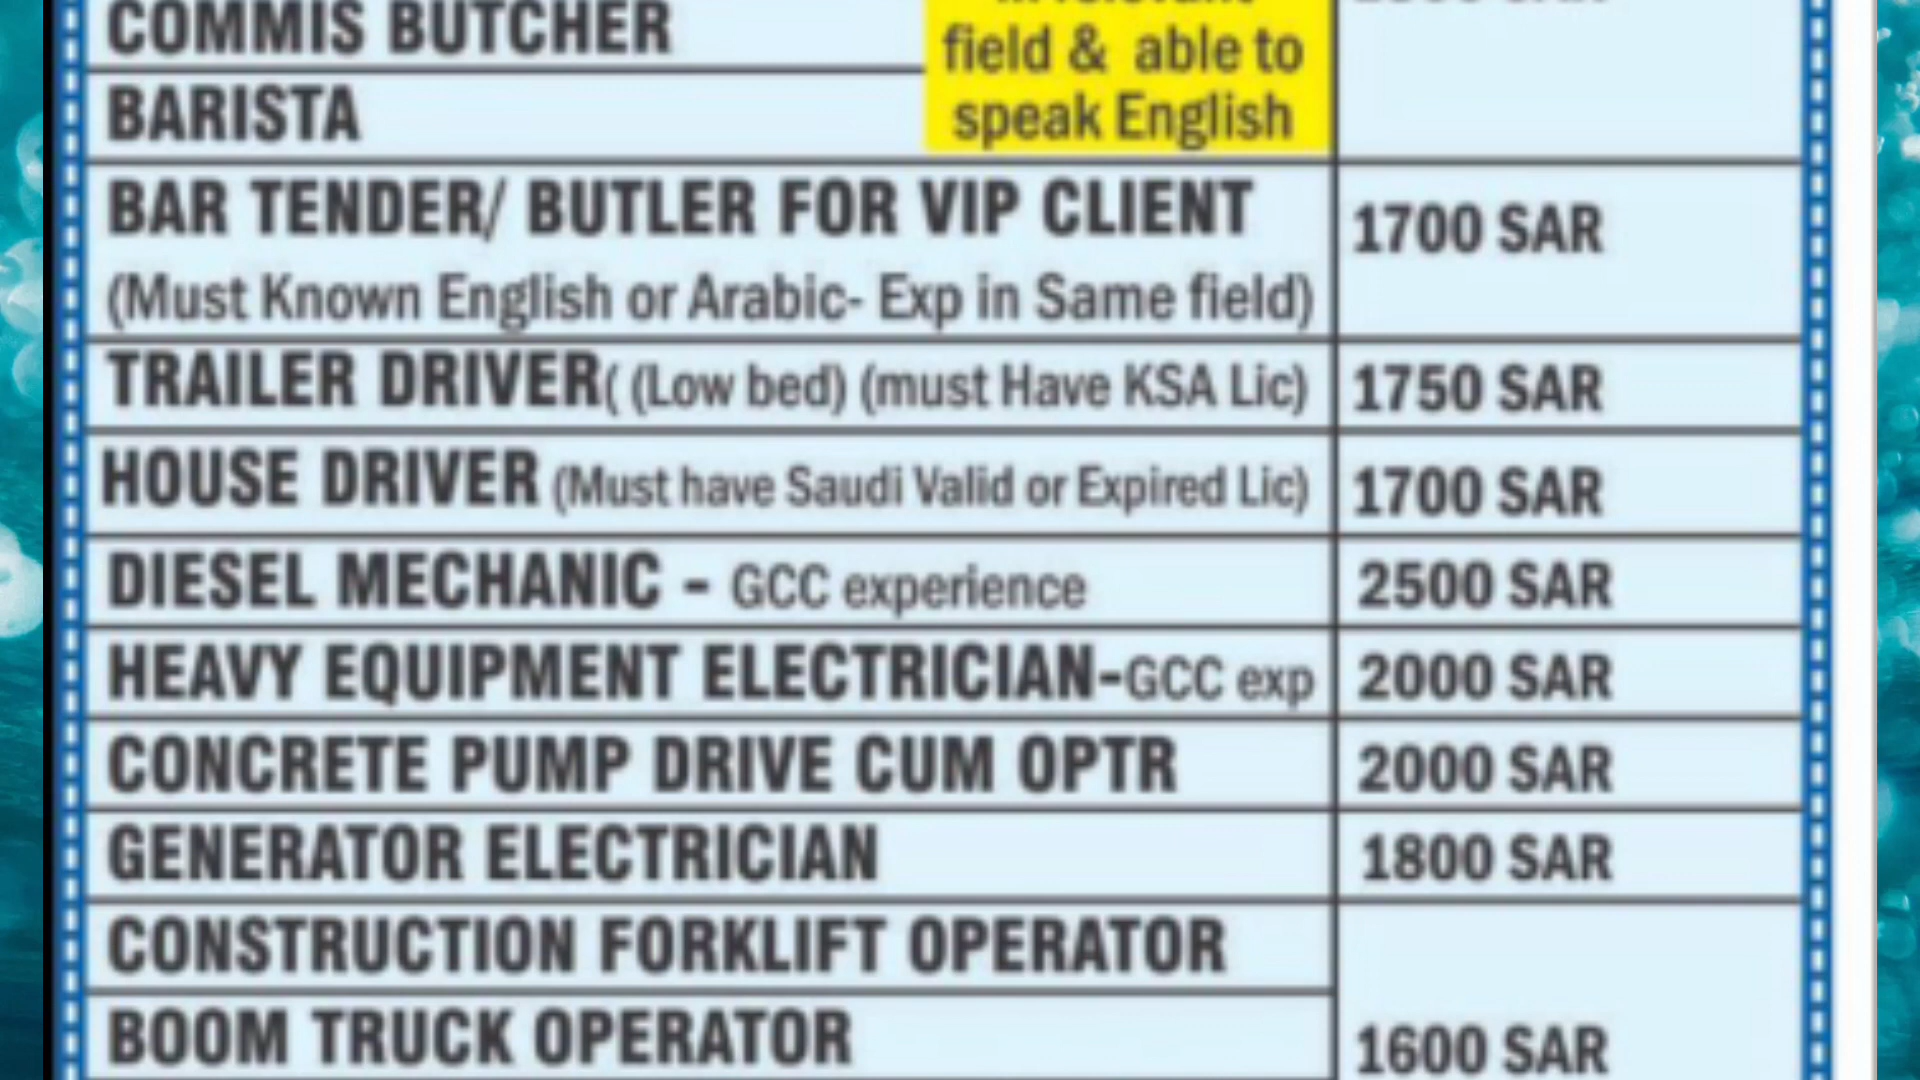 COMMIS BUTCHER
field & able to
speak English
BARISTA
BAR TENDER/ BUTLER FOR VIP CLIENT
(Must Known English or Arabic- Exp in Same field)
1700 SAR
TRAILER DRIVER( (Low bed) (must Have KSA Lic)
1750 SAR
HOUSE DRIVER (Must have Saudi Valid or Expired Lic)
1700 SAR
DIESEL MECHANIC - GCC experience
2500 SAR
HEAVY EQUIPMENT ELECTRICIAN-GCC exp
2000 SAR
CONCRETE PUMP DRIVE CUM OPTR
2000 SAR
GENERATOR ELECTRICIAN
1800 SAR
CONSTRUCTION FORKLIFT OPERATOR
BOOM TRUCK OPERATOR
1600 SAR